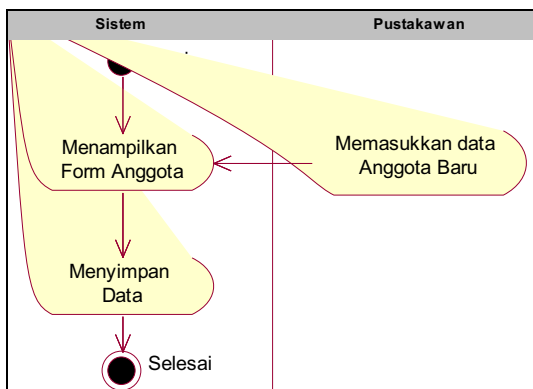 Sistem
Pustakawan
Menampilkan
Form Anggota
Memasukkan data
Anggota Baru
Menyimpan
Data
Selesai